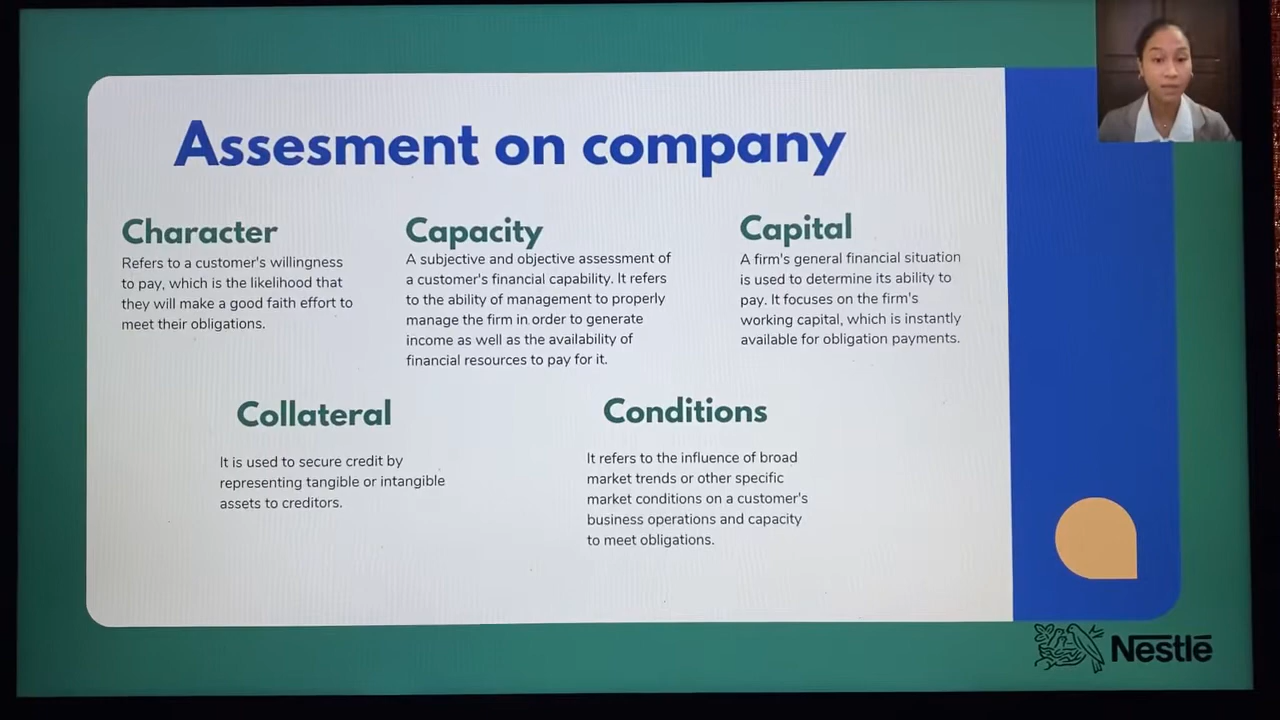 Assesment on company
Character
Refers to a customer's willingness
to pay, which is the likelihood that
they will make a good faith effort to
meet their obligations.
Capacity
A subjective and objective assessment of
a customer's financial capability. It refers
to the ability of management to properly
manage the firm in order to generate
income as well as the availability of
financial resources to pay for it.
Capital
A firm's general financial situation
is used to determine its ability to
pay. It focuses on the firm's
working capital, which is instantly
available for obligation payments.
Collateral
It is used to secure credit by
representing tangible or intangible
assets to creditors.
Conditions
It refers to the influence of broad
market trends or other specific
market conditions on a customer's
business operations and capacity
to meet obligations.
Nestlē